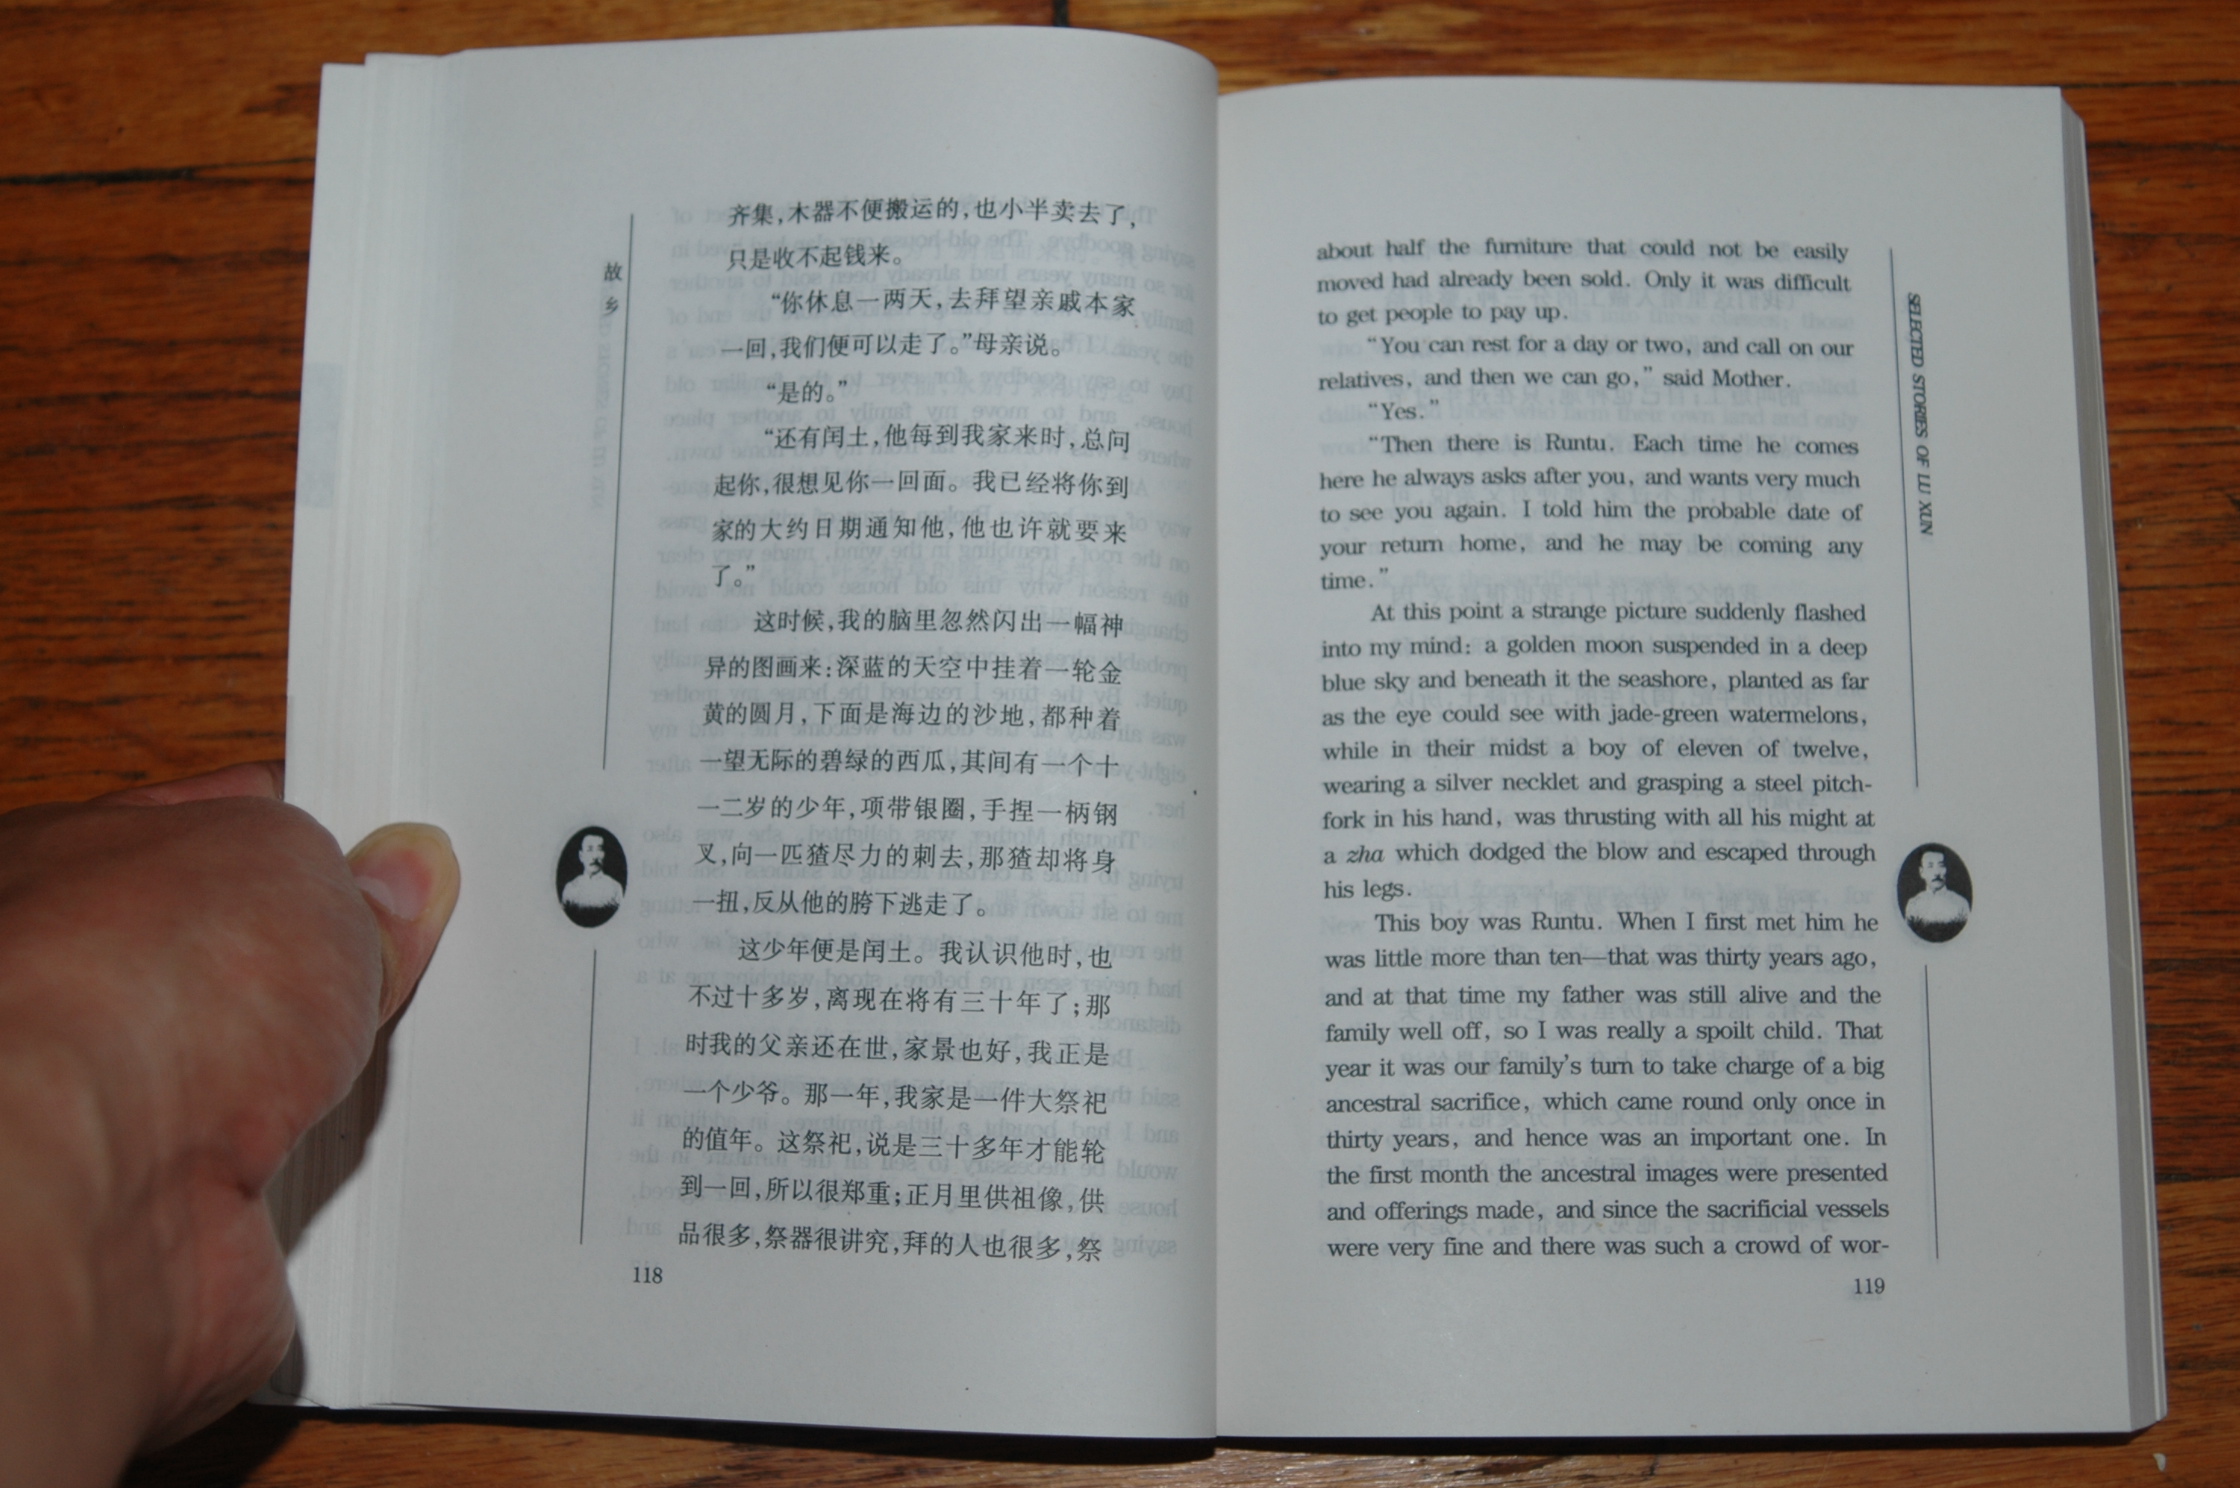 故乡
齐集,木器不便搬运的,也小半卖去了,
只是收不起钱来。
“你休息一两天,去拜望亲戚本家
一回,我们便可以走了。”母亲说。
“是的。”
“还有闰土,他每到我家来时,总问
起你,很想见你一回面。我已经将你到
家的大约日期通知他,他也许就要来
了。”
这时候,我的脑里忽然闪出一幅神
异的图画来:深蓝的天空中挂着一轮金
黄的圆月,下面是海边的沙地,都种着
一望无际的碧绿的西瓜,其间有一个十
一二岁的少年,项带银圈,手捏一柄钢
叉,向一匹猹尽力的刺去,那猹却将身
一扭,反从他的胯下逃走了。
这少年便是闰土。我认识他时,也
不过十多岁,离现在将有三十年了;那
时我的父亲还在世,家景也好,我正是
一个少爷。那一年,我家是一件大祭祀
的值年。这祭祀,说是三十多年才能轮
到一回,所以很郑重;正月里供祖像,供
品很多,祭器很讲究,拜的人也很多,祭
118
about half the furniture that could not be easily
moved had already been sold. Only it was difficult
to get people to pay up.
“You can rest for a day or two, and call on our
relatives, and then we can go,” said Mother.
“Yes.”
“Then there is Runtu. Each time he comes
here he always asks after you, and wants very much
to see you again. I told him the probable date of
your return home, and he may be coming any
time.”
At this point a strange picture suddenly flashed
into my mind: a golden moon suspended in a deep
blue sky and beneath it the seashore, planted as far
as the eye could see with jade-green watermelons,
while in their midst a boy of eleven of twelve,
wearing a silver necklet and grasping a steel pitch-
fork in his hand, was thrusting with all his might at
a zha which dodged the blow and escaped through
his legs.
This boy was Runtu. When I first met him he
was little more than ten—that was thirty years ago,
and at that time my father was still alive and the
family well off, so I was really a spoilt child. That
year it was our family’s turn to take charge of a big
ancestral sacrifice, which came round only once in
thirty years, and hence was an important one. In
the first month the ancestral images were presented
and offerings made, and since the sacrificial vessels
were very fine and there was such a crowd of wor-
119
SELECTED STORIES OF LU XUN